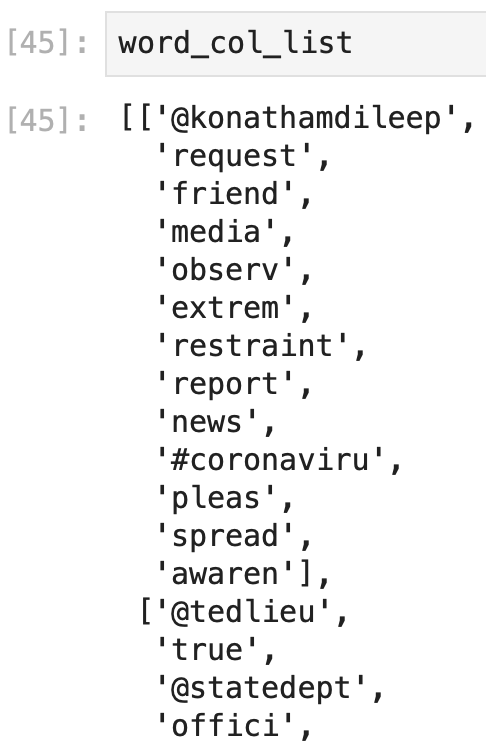 [45]: word_col_list
[45]: [['@konathamdileep',
'request',
'friend',
'media',
'observ',
'extrem',
'restraint',
'report',
'news',
'#coronaviru',
'pleas',
'spread',
'awaren'],
['@tedlieu',
'true',
'@statedept',
'offici',